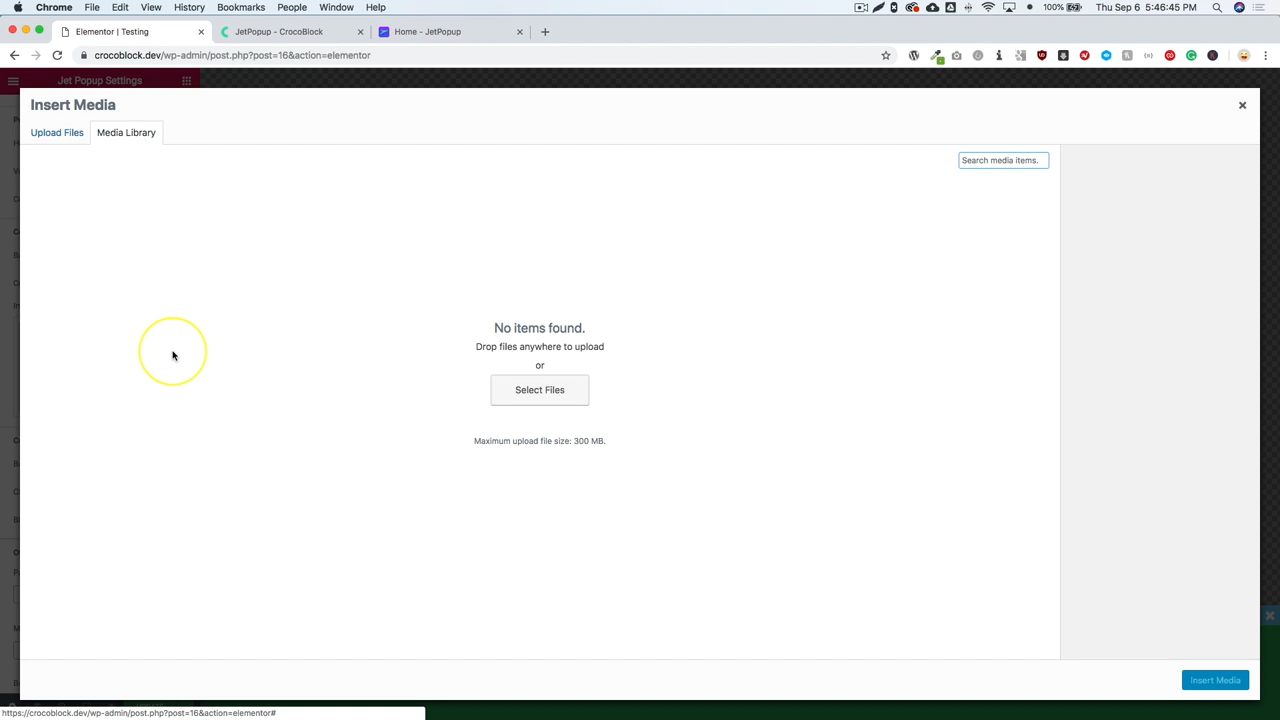 Chrome File Edit View History Bookmarks People Window Help 100% Thu Sep 6 5:46:45 PM
Elementor | Testing JetPopup - CrocoBlock Home - JetPopup
crocoblock.dev/wp-admin/post.php?post=16&action=elementor
Jet Popup Settings
Insert Media
Upload Files Media Library
Search media items.
No items found.
Drop files anywhere to upload
or
Select Files
Maximum upload file size: 300 MB.
Insert Media
https://crocoblock.dev/wp-admin/post.php?post=16&action=elementor#